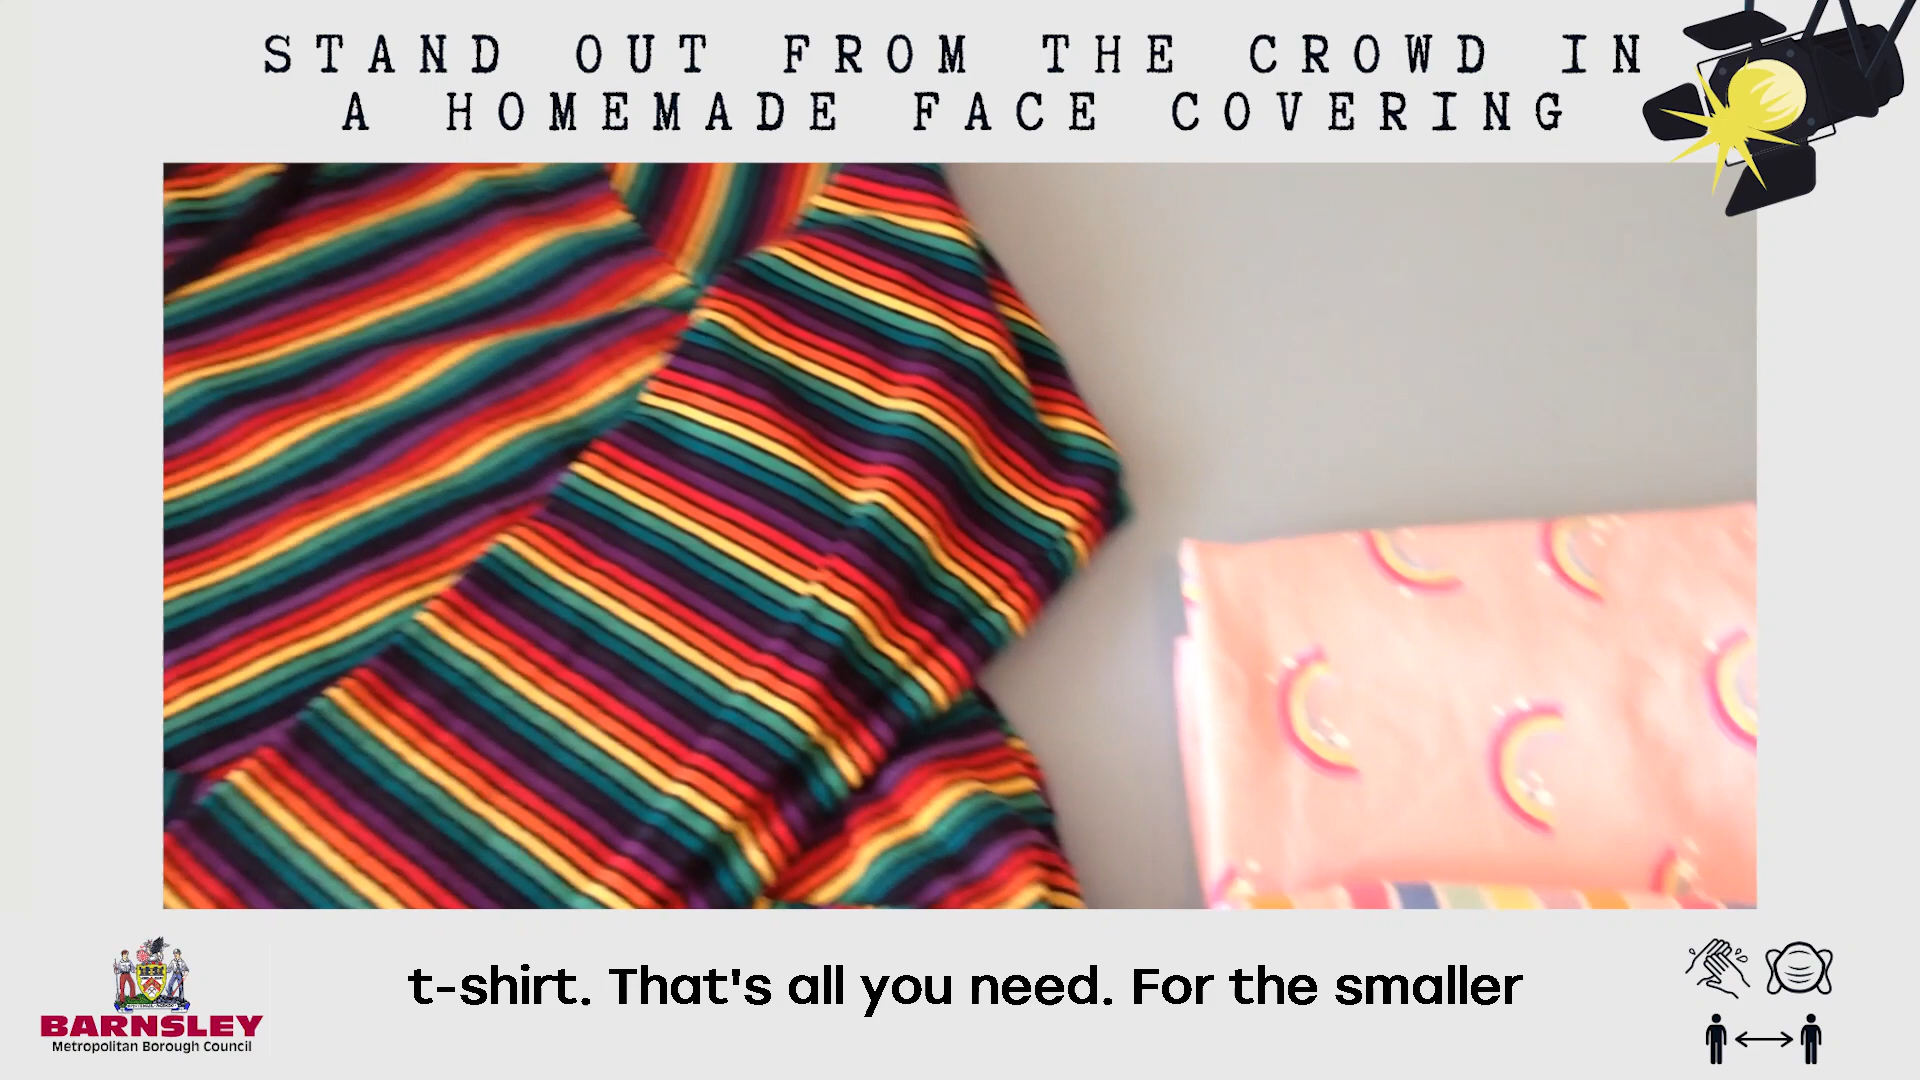 STAND OUT FROM THE CROWD IN
A HOMEMADE FACE COVERING
t-shirt. That's all you need. For the smaller
BARNSLEY
Metropolitan Borough Council